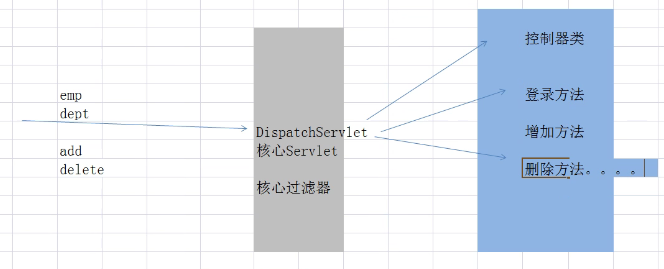 emp
dept
add
delete
DispatchServlet
核心Servlet
核心过滤器
控制器类
登录方法
增加方法
删除方法。。。。